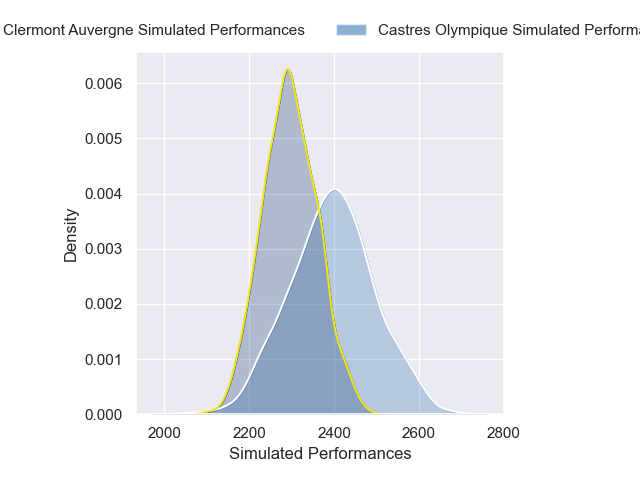 Clermont Auvergne Simulated Performances
Castres Olympique Simulated
0.006
0.005
0.004
0.003
0.002
0.001
0.000
Density
2000 2200 2400 2600 2800
Simulated Performances